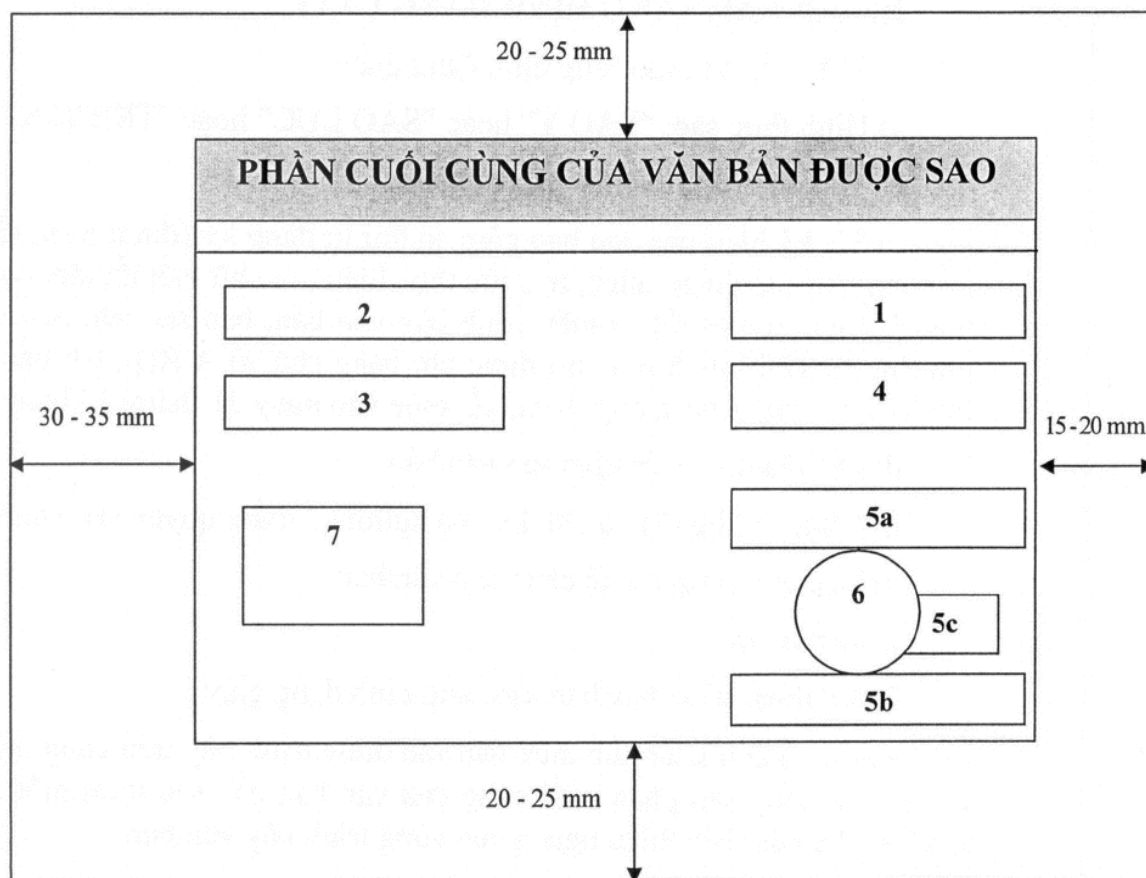 20 - 25 mm
PHẦN CUỐI CÙNG CỦA VĂN BẢN ĐƯỢC SAO
2
1
3
4
30 - 35 mm
15 - 20 mm
5a
7
6
5c
5b
20 - 25 mm